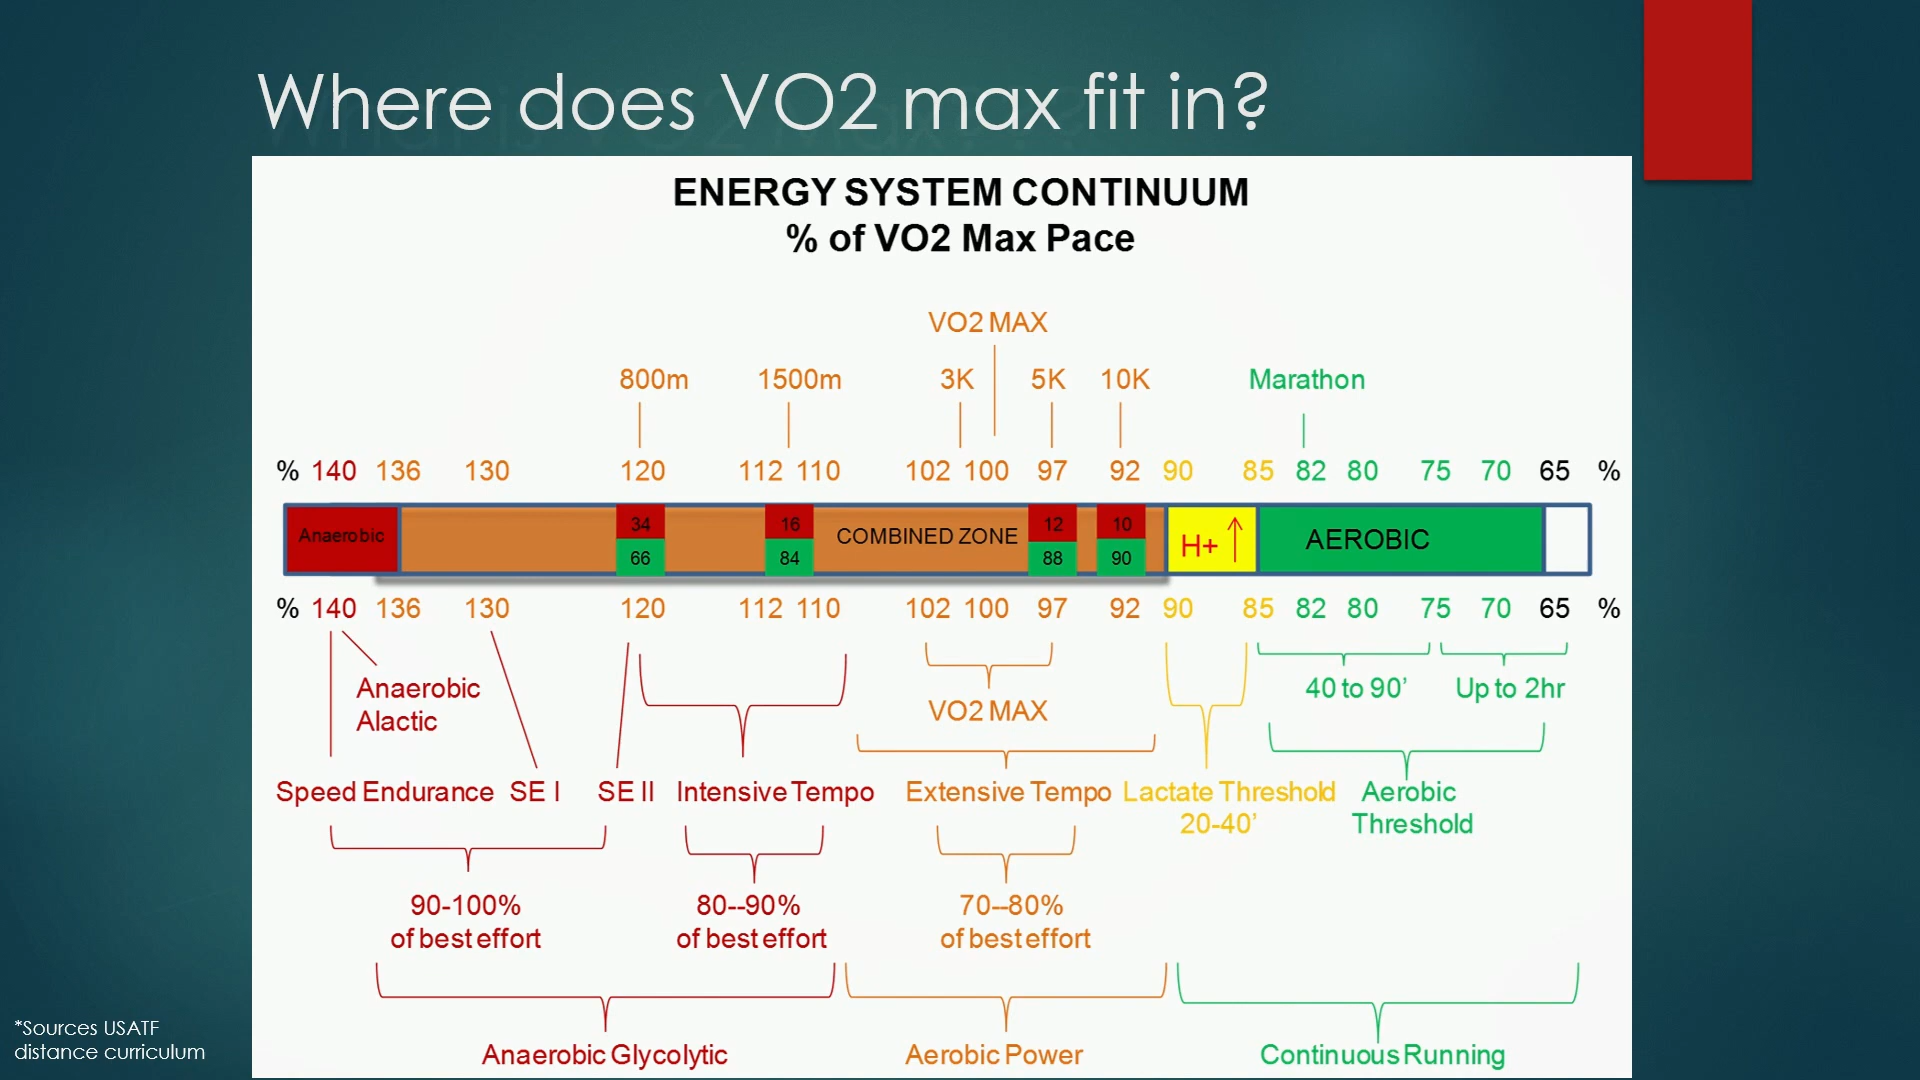 Where does VO2 max fit in?
ENERGY SYSTEM CONTINUUM
% of VO2 Max Pace
VO2 MAX
800m 1500m 3K 5K 10K Marathon
% 140 136 130 120 112 110 102 100 97 92 90 85 82 80 75 70 65 %
Anaerobic 34 66 16 84 COMBINED ZONE 12 88 10 90 H+ ↑ AEROBIC
% 140 136 130 120 112 110 102 100 97 92 90 85 82 80 75 70 65 %
Anaerobic
Alactic
VO2 MAX
40 to 90’ Up to 2hr
Speed Endurance SE I SE II Intensive Tempo Extensive Tempo Lactate Threshold
20-40’
Aerobic
Threshold
90-100%
of best effort
80--90%
of best effort
70--80%
of best effort
Anaerobic Glycolytic Aerobic Power Continuous Running
*Sources USATF
distance curriculum